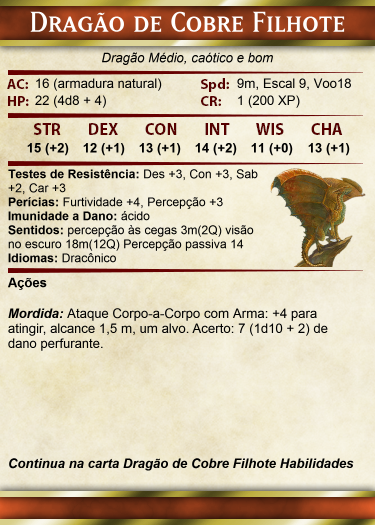 Dragão de Cobre Filhote
Dragão Médio, caótico e bom
AC: 16 (armadura natural) Spd: 9m, Escal 9, Voo18
HP: 22 (4d8 + 4) CR: 1 (200 XP)
STR DEX CON INT WIS CHA
15 (+2) 12 (+1) 13 (+1) 14 (+2) 11 (+0) 13 (+1)
Testes de Resistência: Des +3, Con +3, Sab
+2, Car +3
Perícias: Furtividade +4, Percepção +3
Imunidade a Dano: ácido
Sentidos: percepção às cegas 3m(2Q) visão
no escuro 18m(12Q) Percepção passiva 14
Idiomas: Dracônico
Ações
Mordida: Ataque Corpo-a-Corpo com Arma: +4 para
atingir, alcance 1,5 m, um alvo. Acerto: 7 (1d10 + 2) de
dano perfurante.
Continua na carta Dragão de Cobre Filhote Habilidades